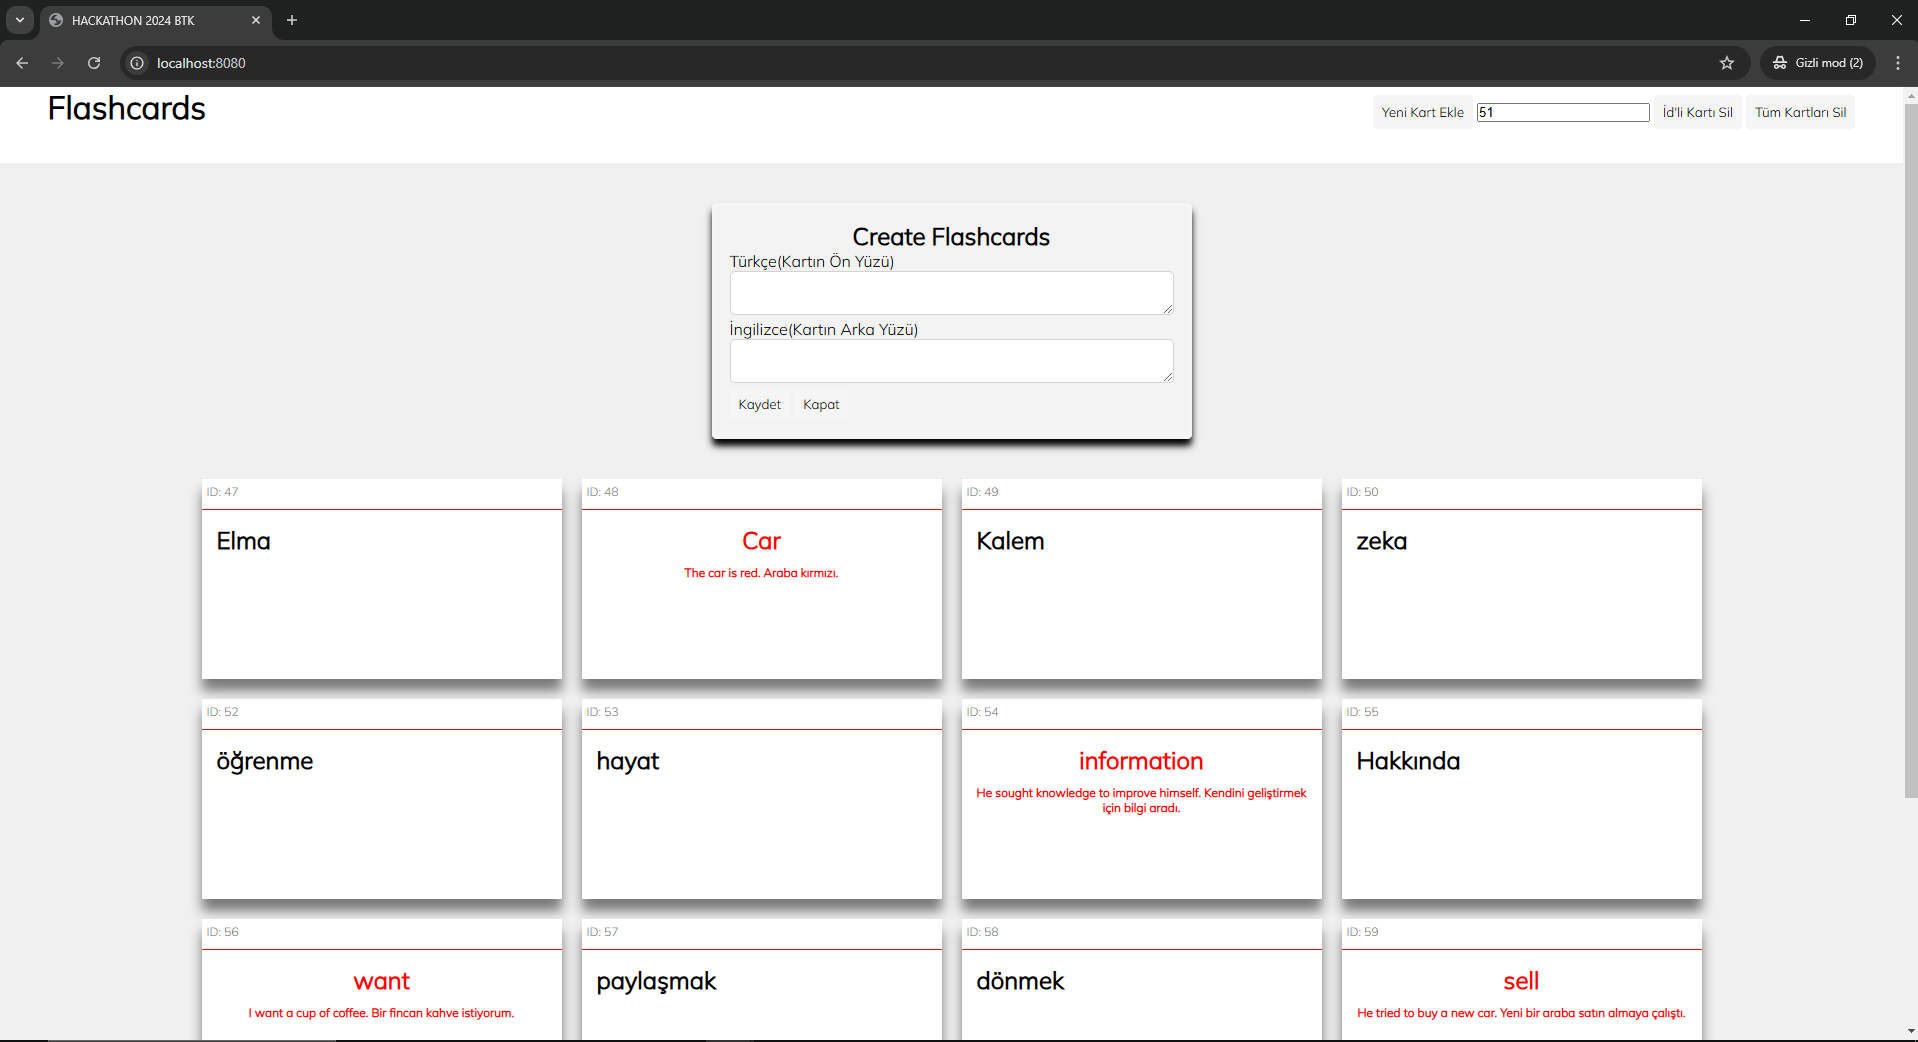 HACKATHON 2024 BTK
localhost:8080
Gizli mod (2)
Flashcards
Yeni Kart Ekle
51
İd'li Kartı Sil
Tüm Kartları Sil
Create Flashcards
Türkçe(Kartın Ön Yüzü)
İngilizce(Kartın Arka Yüzü)
Kaydet
Kapat
ID: 47
Elma
ID: 48
Car
The car is red. Araba kırmızı.
ID: 49
Kalem
ID: 50
zeka
ID: 52
öğrenme
ID: 53
hayat
ID: 54
information
He sought knowledge to improve himself. Kendini geliştirmek
için bilgi aradı.
ID: 55
Hakkında
ID: 56
want
I want a cup of coffee. Bir fincan kahve istiyorum.
ID: 57
paylaşmak
ID: 58
dönmek
ID: 59
sell
He tried to buy a new car. Yeni bir araba satın almaya çalıştı.